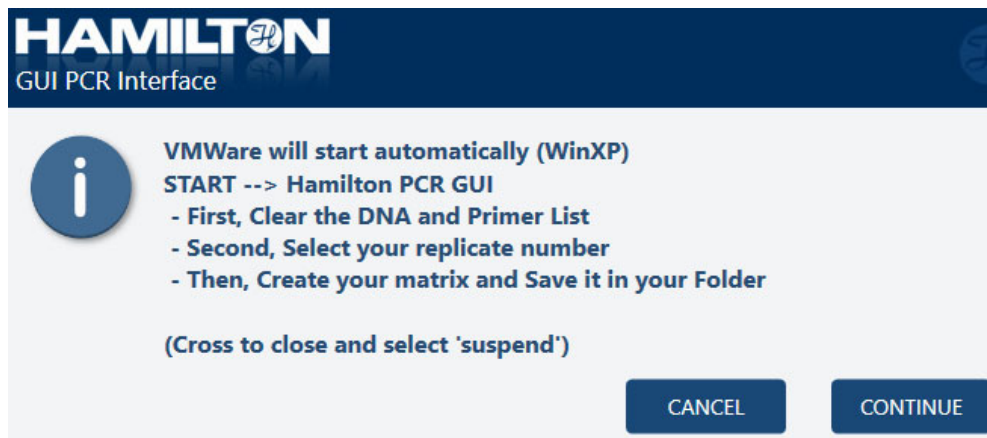 HAMILTON
GUI PCR Interface
VMWare will start automatically (WinXP)
START --> Hamilton PCR GUI
- First, Clear the DNA and Primer List
- Second, Select your replicate number
- Then, Create your matrix and Save it in your Folder
(Cross to close and select 'suspend')
CANCEL
CONTINUE